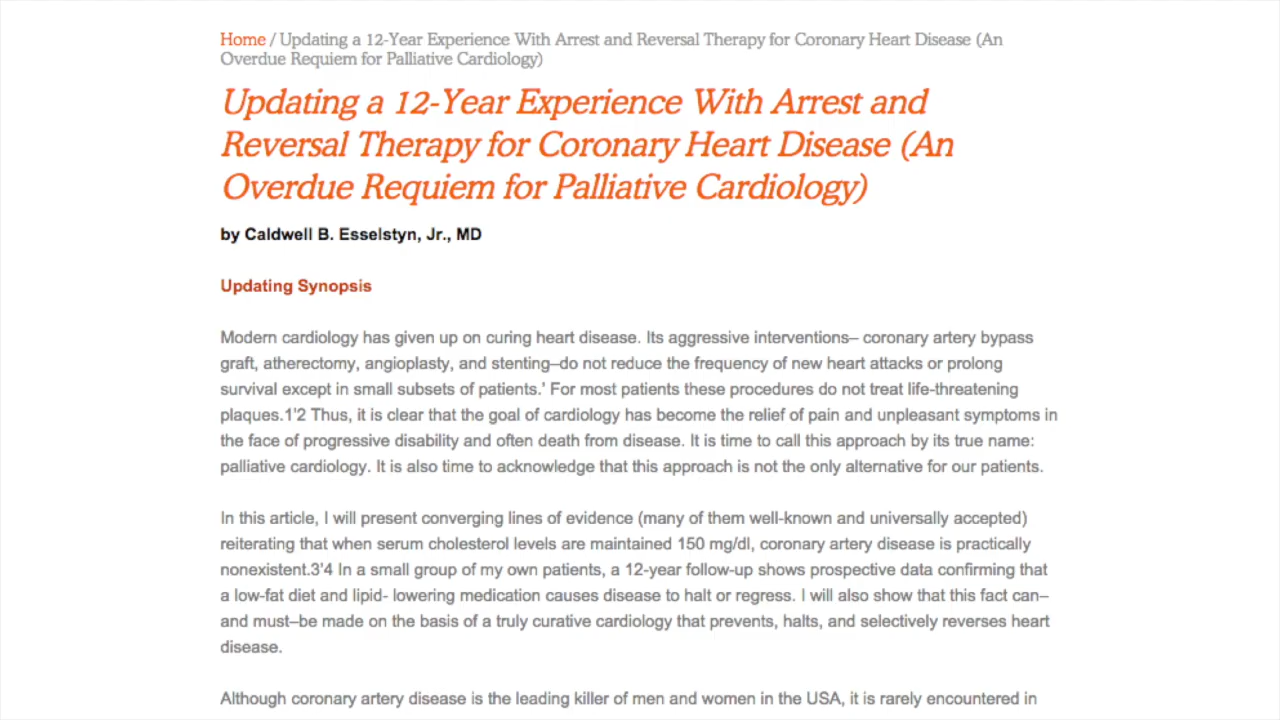 Home / Updating a 12-Year Experience With Arrest and Reversal Therapy for Coronary Heart Disease (An
Overdue Requiem for Palliative Cardiology)
Updating a 12-Year Experience With Arrest and
Reversal Therapy for Coronary Heart Disease (An
Overdue Requiem for Palliative Cardiology)
by Caldwell B. Esselstyn, Jr., MD
Updating Synopsis
Modern cardiology has given up on curing heart disease. Its aggressive interventions– coronary artery bypass
graft, atherectomy, angioplasty, and stenting–do not reduce the frequency of new heart attacks or prolong
survival except in small subsets of patients.' For most patients these procedures do not treat life-threatening
plaques.1'2 Thus, it is clear that the goal of cardiology has become the relief of pain and unpleasant symptoms in
the face of progressive disability and often death from disease. It is time to call this approach by its true name:
palliative cardiology. It is also time to acknowledge that this approach is not the only alternative for our patients.
In this article, I will present converging lines of evidence (many of them well-known and universally accepted)
reiterating that when serum cholesterol levels are maintained 150 mg/dl, coronary artery disease is practically
nonexistent.3'4 In a small group of my own patients, a 12-year follow-up shows prospective data confirming that
a low-fat diet and lipid- lowering medication causes disease to halt or regress. I will also show that this fact can–
and must–be made on the basis of a truly curative cardiology that prevents, halts, and selectively reverses heart
disease.
Although coronary artery disease is the leading killer of men and women in the USA, it is rarely encountered in